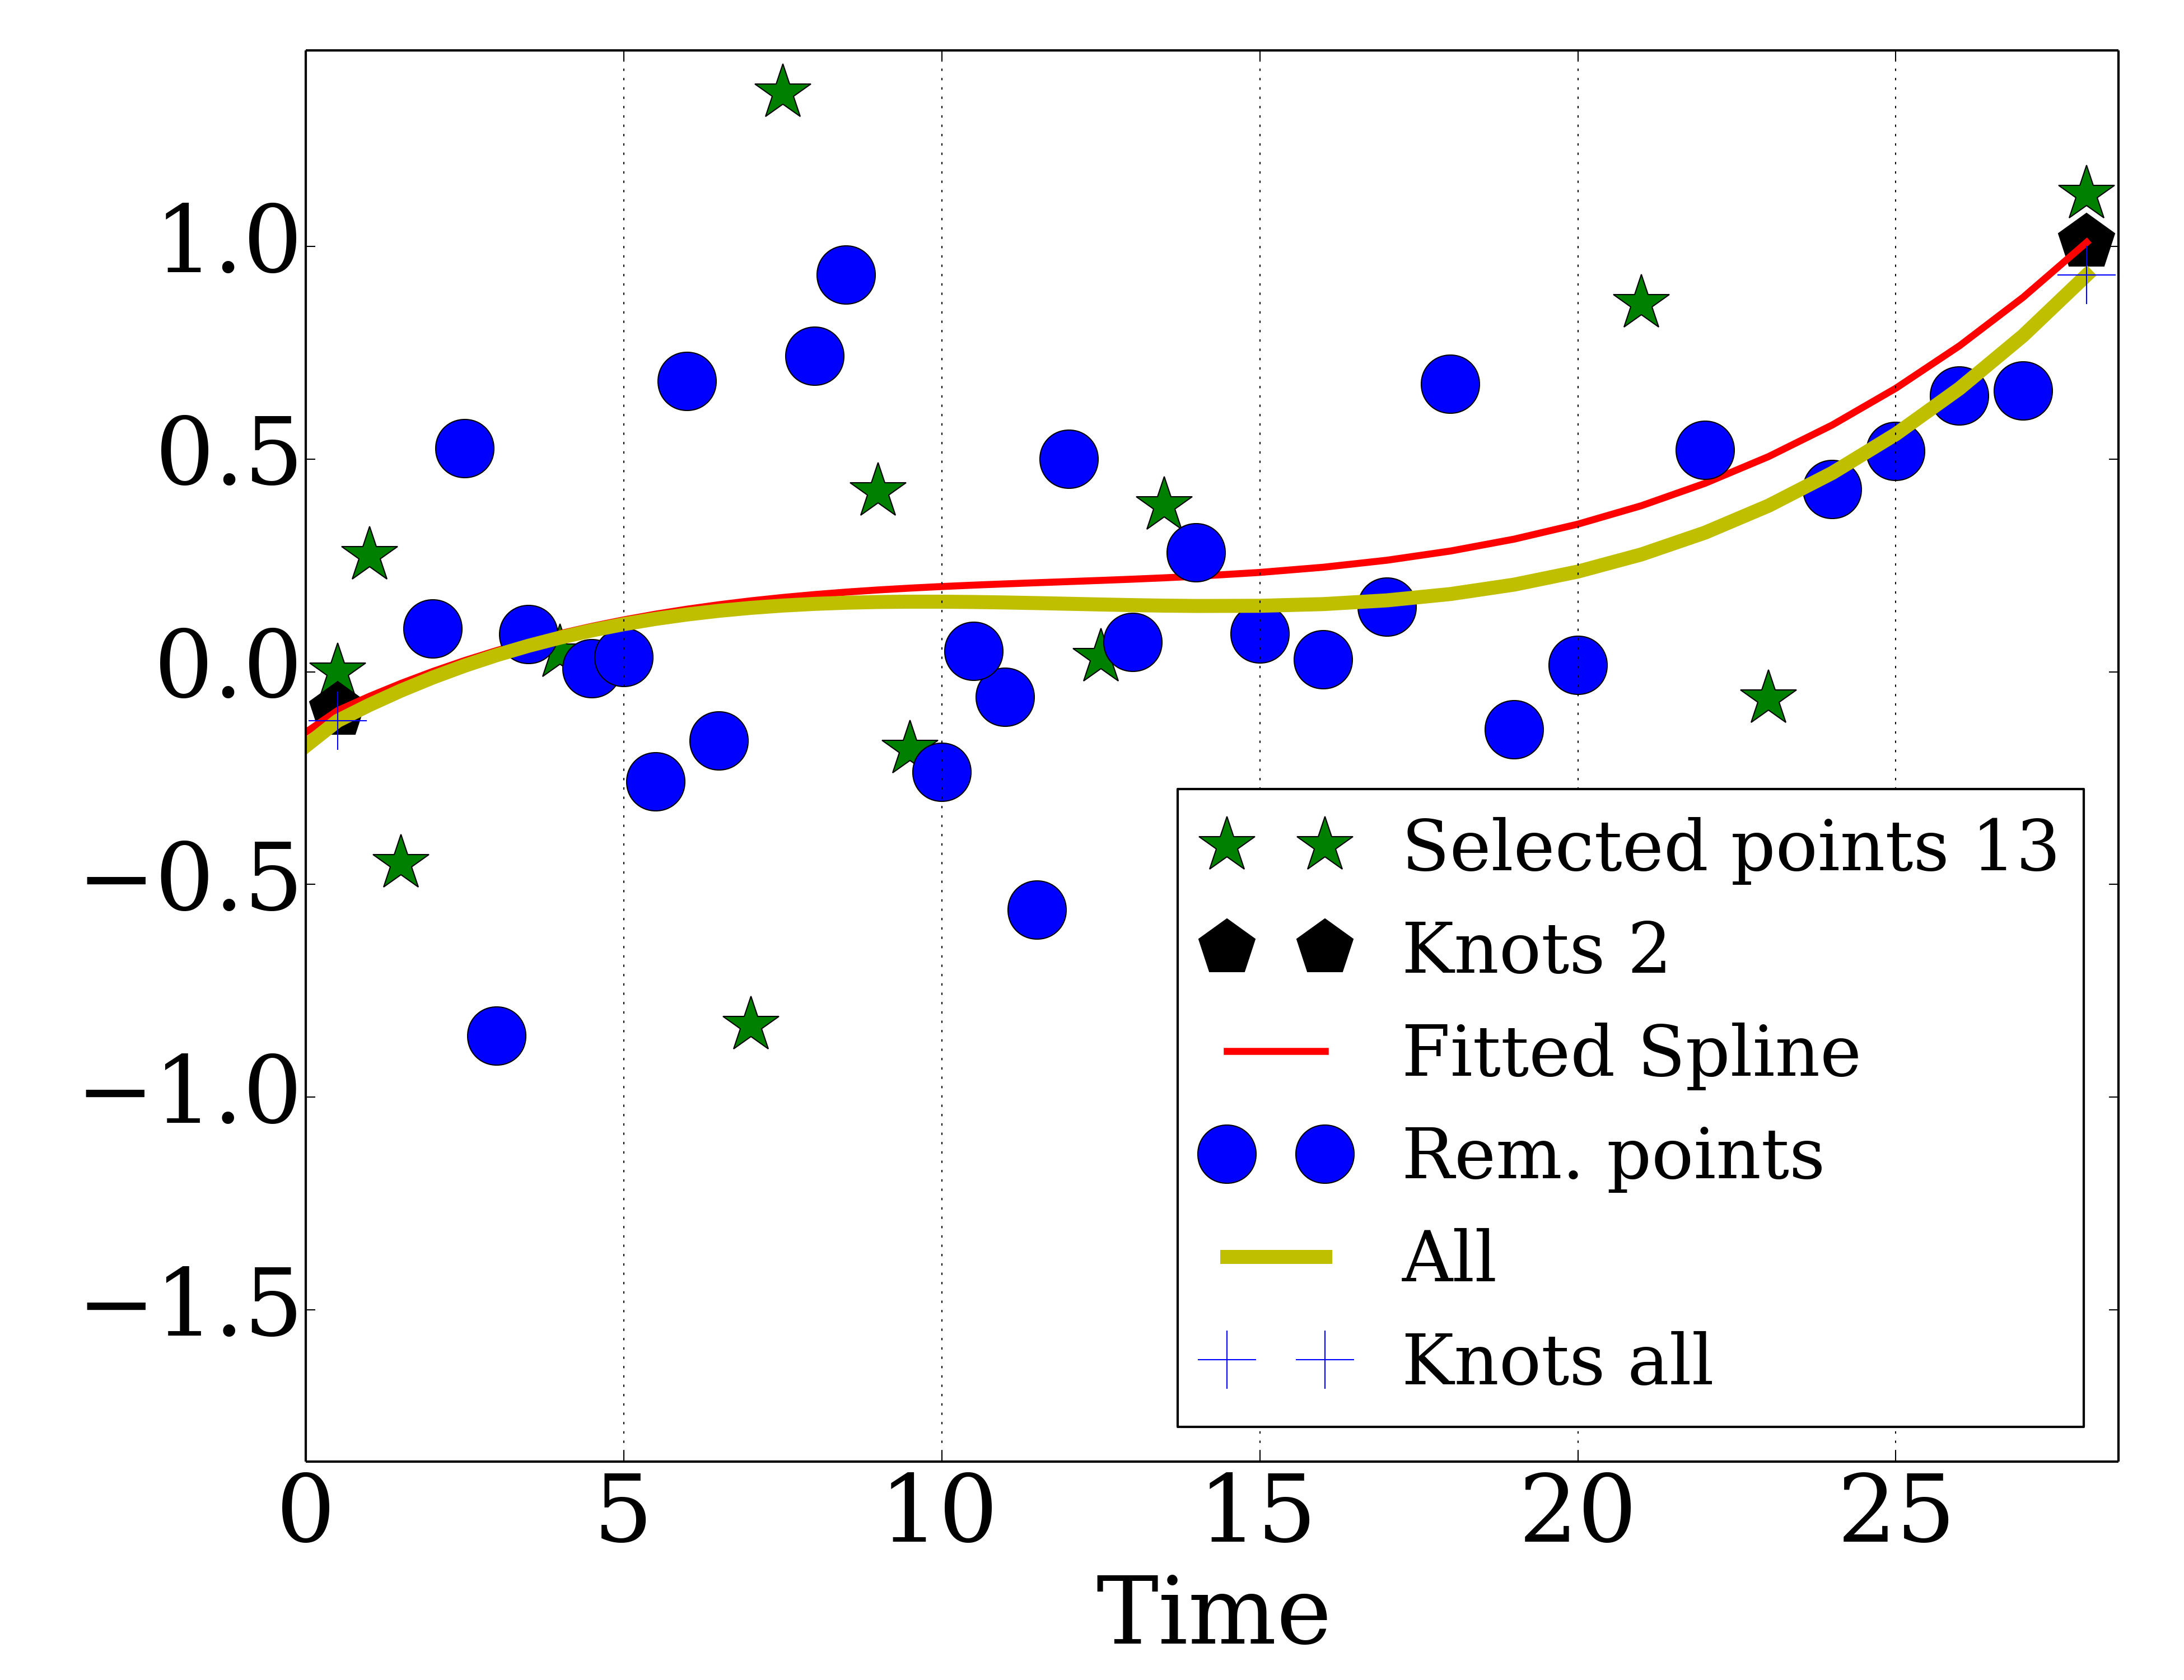 1.0
0.5
0.0
−0.5
−1.0
−1.5
Selected points 13
Knots 2
Fitted Spline
Rem. points
All
Knots all
0 5 10 15 20 25
Time